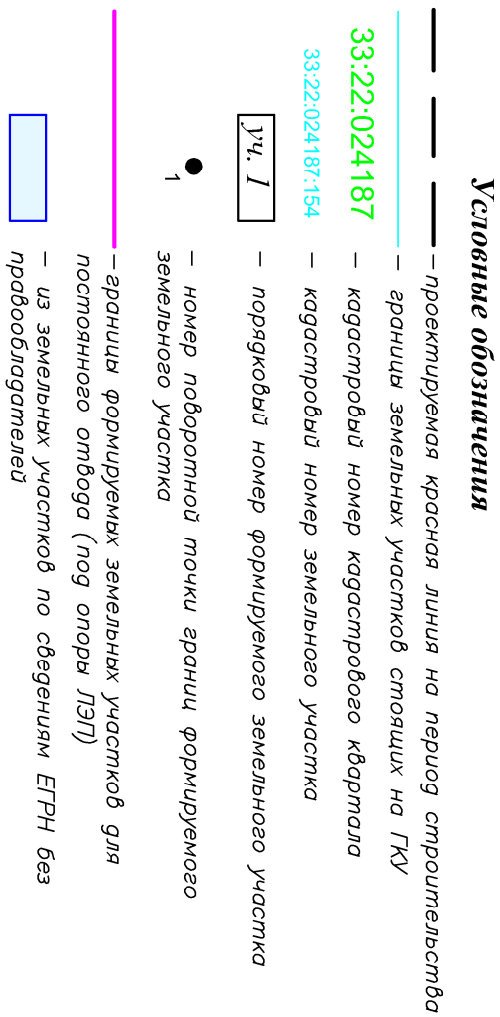 Условные обозначения
– проектируемая красная линия на период строительства
– границы земельных участков стоящих на ГКУ
33:22:024187 – кадастровый номер кадастрового квартала
33:22:024187:154 – кадастровый номер земельного участка
уч. 1 – порядковый номер формируемого земельного участка
1 – номер поворотной точки границ формируемого
земельного участка
– границы формируемых земельных участков для
постоянного отвода (под опоры ЛЭП)
– из земельных участков по сведениям ЕГРН без
правообладателей